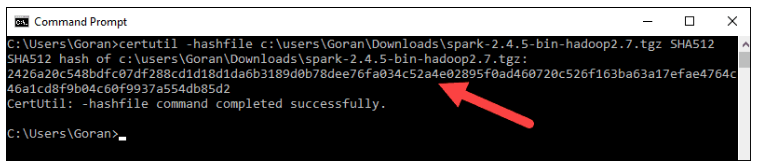 Command Prompt
C:\Users\Goran>certutil -hashfile c:\users\Goran\Downloads\spark-2.4.5-bin-hadoop2.7.tgz SHA512
SHA512 hash of c:\users\Goran\Downloads\spark-2.4.5-bin-hadoop2.7.tgz:
2426a20c548bdfc07df288cd1d18d1da6b3189d0b78dee76fa034c52a4e02895f0ad460720c526f163ba63a17efae4764c
46a1cd8f9b04c60f9937a554db85d2
CertUtil: -hashfile command completed successfully.
C:\Users\Goran>